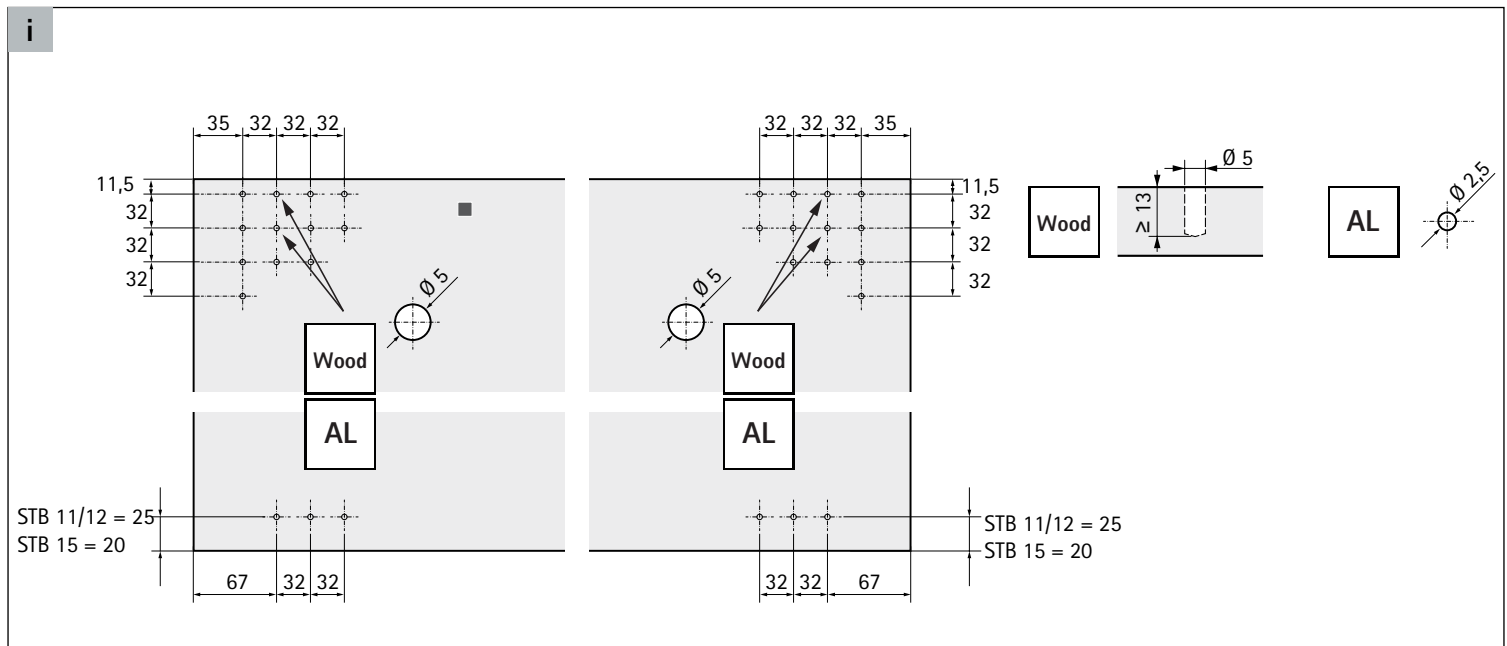 i
35 32 32 32
32 32 32 35
11,5
32
32
32
11,5
32
32
32
Ø 5
Ø 5
Wood
AL
Wood
AL
STB 11/12 = 25
STB 15 = 20
STB 11/12 = 25
STB 15 = 20
67 32 32
32 32 67
Wood
≥ 13
Ø 5
AL
Ø 2,5